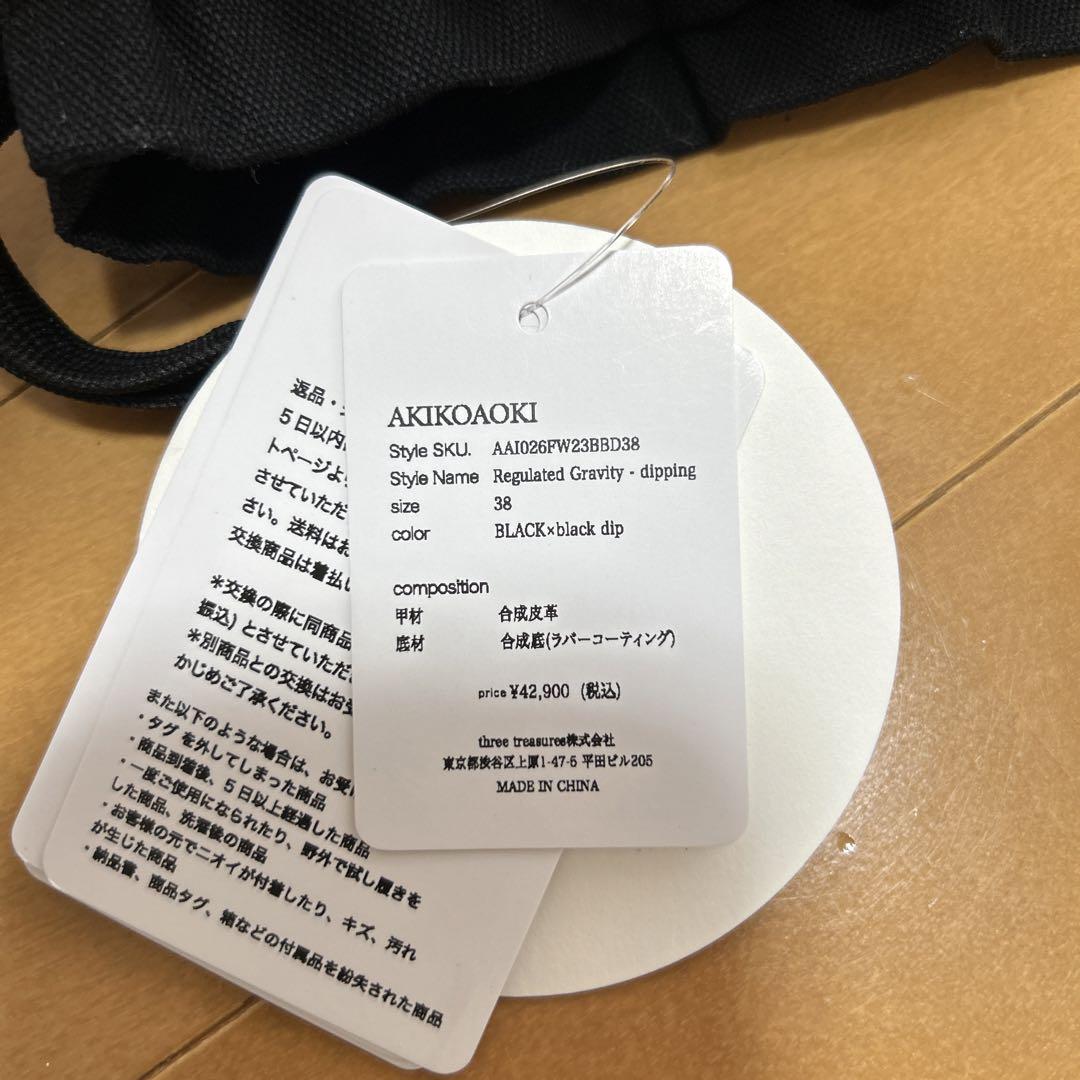 AKIKOAOKI
Style SKU. AAI026FW23BBD38
Style Name Regulated Gravity - dipping
size 38
color BLACK×black dip
composition
甲材 合成皮革
底材 合成底(ラバーコーティング)
price ¥42,900 (税込)
three treasures株式会社
東京都渋谷区上原1-47-5 平田ビル205
MADE IN CHINA
返品・
5日以内
トページよ
させていただ
さい。送料はお
交換商品は着払い
*交換の際に同商品
振込)とさせていただ
*別商品との交換はお受
かじめご了承ください。
また以下のような場合は、お受け
・タグを外してしまった商品
・商品到着後、5日以上経過した商品
・一度ご使用になられたり、野外で試し履きを
した商品、洗濯後の商品
・お客様の元でニオイが付着したり、キズ、汚れ
が生じた商品
・納品書、商品タグ、箱などの付属品を紛失された商品